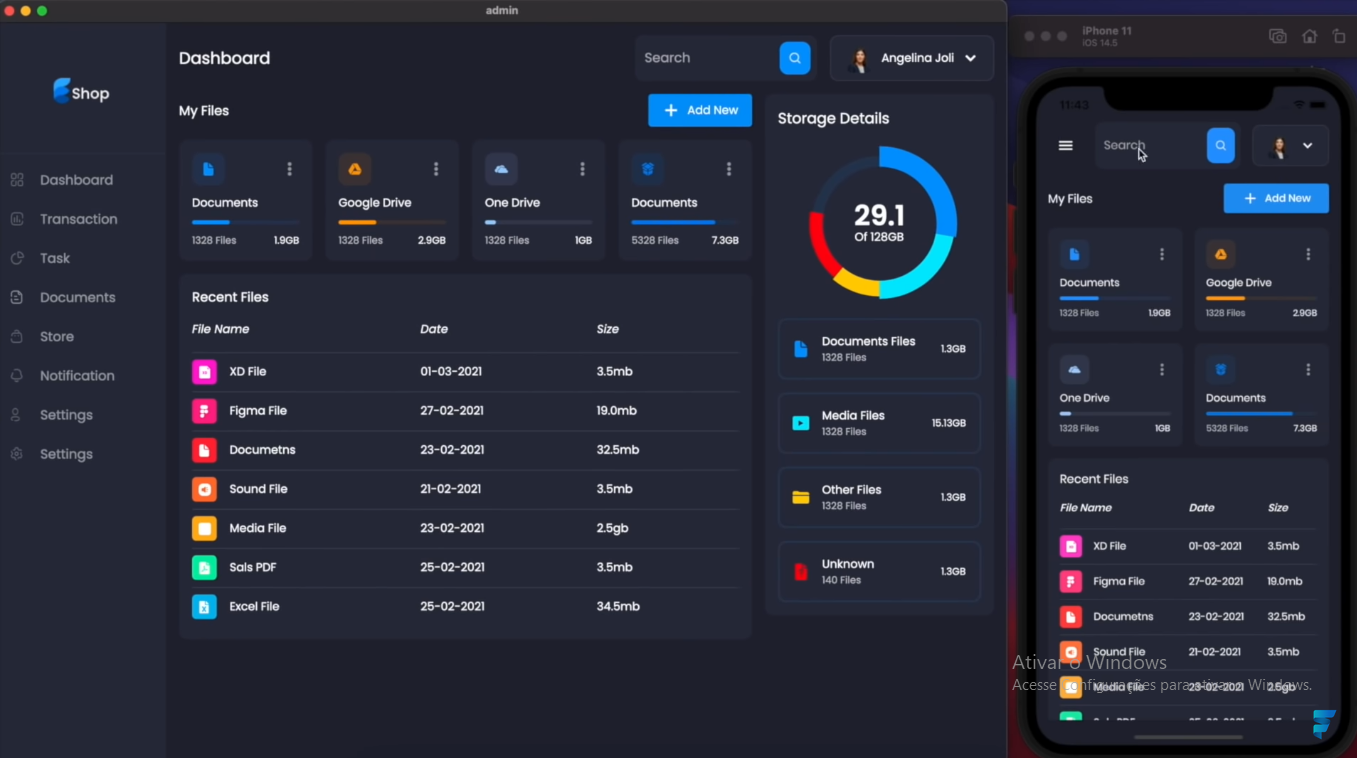 admin
Shop
Dashboard
Transaction
Task
Documents
Store
Notification
Settings
Settings
Dashboard
Search
Angelina Joli
My Files
+ Add New
Documents
1328 Files 1.9GB
Google Drive
1328 Files 2.9GB
One Drive
1328 Files 1GB
Documents
5328 Files 7.3GB
Recent Files
File Name Date Size
XD File 01-03-2021 3.5mb
Figma File 27-02-2021 19.0mb
Documetns 23-02-2021 32.5mb
Sound File 21-02-2021 3.5mb
Media File 23-02-2021 2.5gb
Sals PDF 25-02-2021 3.5mb
Excel File 25-02-2021 34.5mb
Storage Details
29.1
Of 128GB
Documents Files
1328 Files
1.3GB
Media Files
1328 Files
15.13GB
Other Files
1328 Files
1.3GB
Unknown
140 Files
1.3GB
iPhone 11
iOS 14.5
11:43
Search
My Files
+ Add New
Documents
1328 Files 1.9GB
Google Drive
1328 Files 2.9GB
One Drive
1328 Files 1GB
Documents
5328 Files 7.3GB
Recent Files
File Name Date Size
XD File 01-03-2021 3.5mb
Figma File 27-02-2021 19.0mb
Documetns 23-02-2021 32.5mb
Sound File 21-02-2021 3.5mb
Media File 23-02-2021 2.5gb
Ativar o Windows
Acesse Configurações para ativar o Windows.